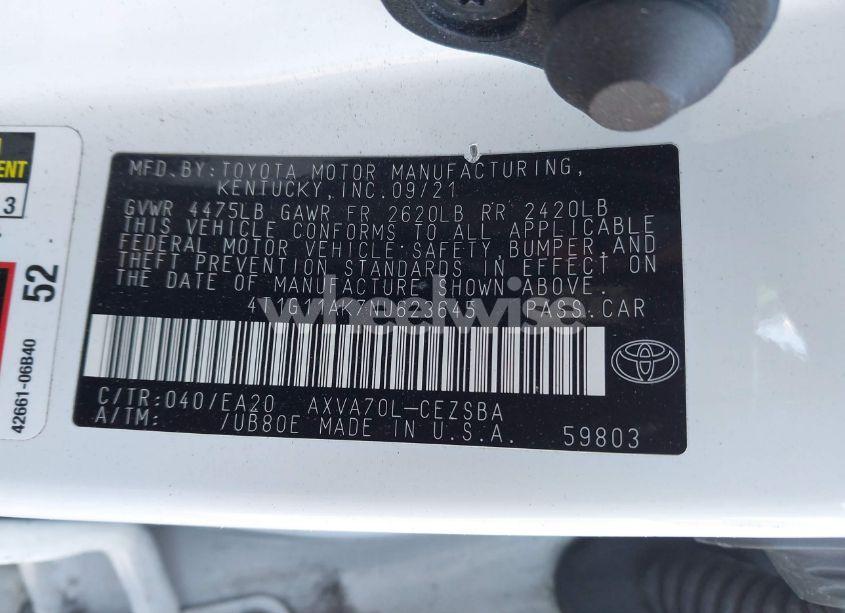 MFD.BY:TOYOTA MOTOR MANUFACTURING,
KENTUCKY,INC.09/21
GVWR 4475LB GAWR FR 2620LB RR 2420LB
THIS VEHICLE CONFORMS TO ALL APPLICABLE
FEDERAL MOTOR VEHICLE SAFETY, BUMPER,AND
THEFT PREVENTION STANDARDS IN EFFECT ON
THE DATE OF MANUFACTURE SHOWN ABOVE.
PASS.CAR
wheelwise
C/TR:040/EA20 AXVA70L-CEZSBA
A/TM: /UB80E MADE IN U.S.A. 59803
52
42661-06B40